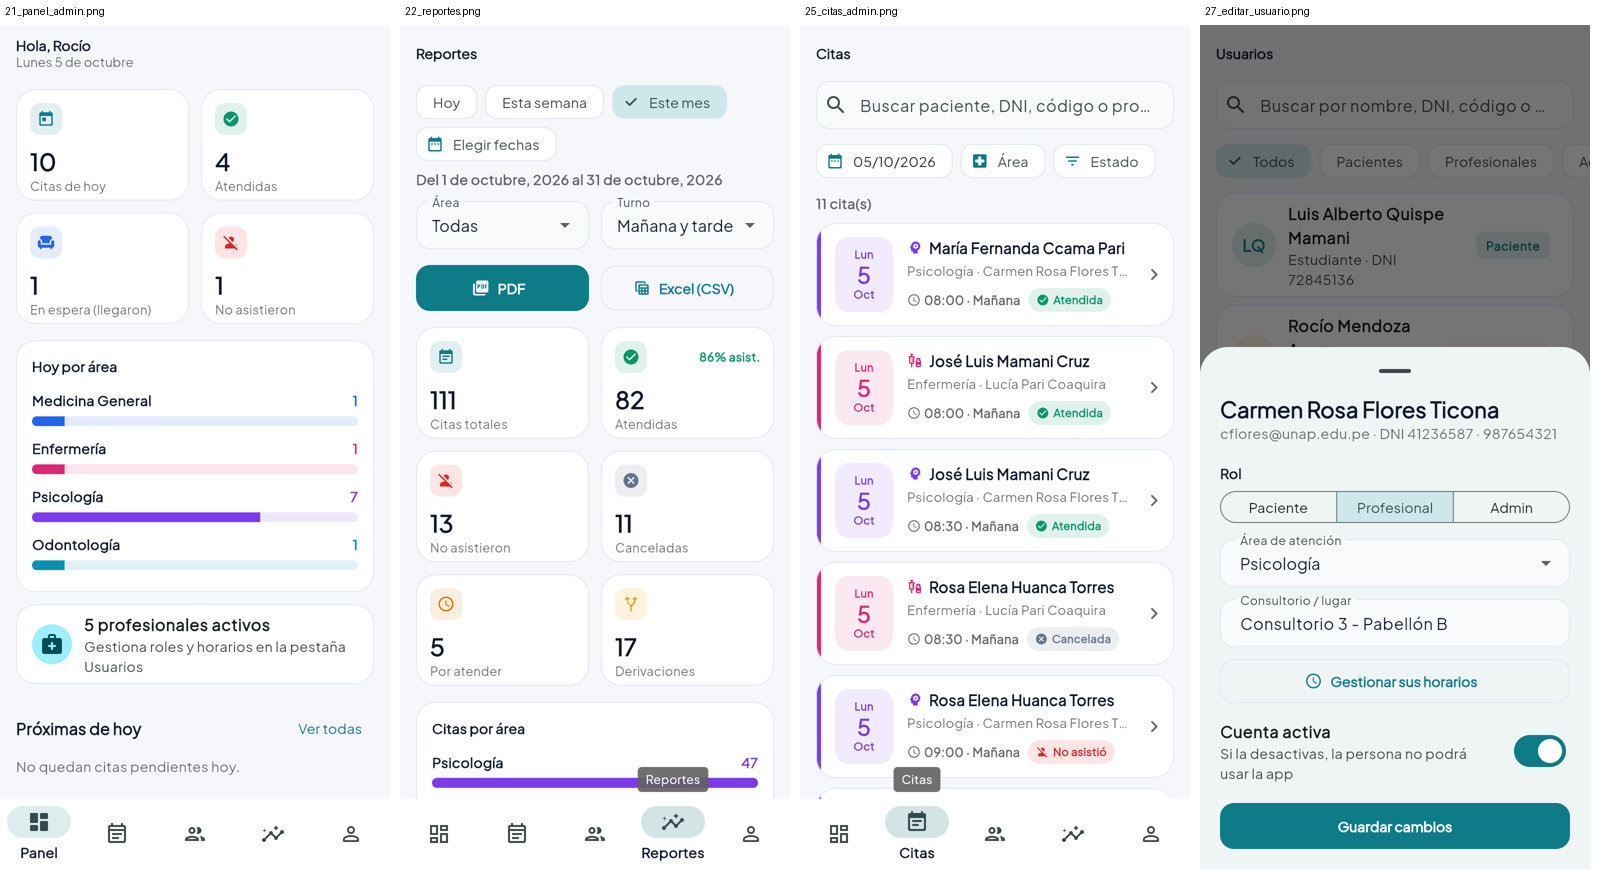 21_panel_admin.png
Hola, Rocío
Lunes 5 de octubre
10
Citas de hoy
4
Atendidas
1
En espera (llegaron)
1
No asistieron
Hoy por área
Medicina General 1
Enfermería 1
Psicología 7
Odontología 1
5 profesionales activos
Gestiona roles y horarios en la pestaña
Usuarios
Próximas de hoy Ver todas
No quedan citas pendientes hoy.
Panel
22_reportes.png
Reportes
Hoy Esta semana Este mes
Elegir fechas
Del 1 de octubre, 2026 al 31 de octubre, 2026
Área
Todas
Turno
Mañana y tarde
PDF
PDF
Excel (CSV)
111
Citas totales
86% asist.
82
Atendidas
13
No asistieron
11
Canceladas
5
Por atender
17
Derivaciones
Citas por área
Psicología 47
Reportes
Reportes
25_citas_admin.png
Citas
Buscar paciente, DNI, código o pro...
05/10/2026 Área Estado
11 cita(s)
Lun
5
Oct
María Fernanda Ccama Pari
Psicología · Carmen Rosa Flores T...
08:00 · Mañana Atendida
Lun
5
Oct
José Luis Mamani Cruz
Enfermería · Lucía Pari Coaquira
08:00 · Mañana Atendida
Lun
5
Oct
José Luis Mamani Cruz
Psicología · Carmen Rosa Flores T...
08:30 · Mañana Atendida
Lun
5
Oct
Rosa Elena Huanca Torres
Enfermería · Lucía Pari Coaquira
08:30 · Mañana Cancelada
Lun
5
Oct
Rosa Elena Huanca Torres
Psicología · Carmen Rosa Flores T...
09:00 · Mañana No asistió
Citas
Citas
27_editar_usuario.png
Usuarios
Buscar por nombre, DNI, código o ...
Todos Pacientes Profesionales
LQ
Luis Alberto Quispe
Mamani
Estudiante · DNI
72845136
Paciente
Rocío Mendoza
Carmen Rosa Flores Ticona
cflores@unap.edu.pe · DNI 41236587 · 987654321
Rol
Paciente Profesional Admin
Área de atención
Psicología
Consultorio / lugar
Consultorio 3 - Pabellón B
Gestionar sus horarios
Cuenta activa
Si la desactivas, la persona no podrá
usar la app
Guardar cambios